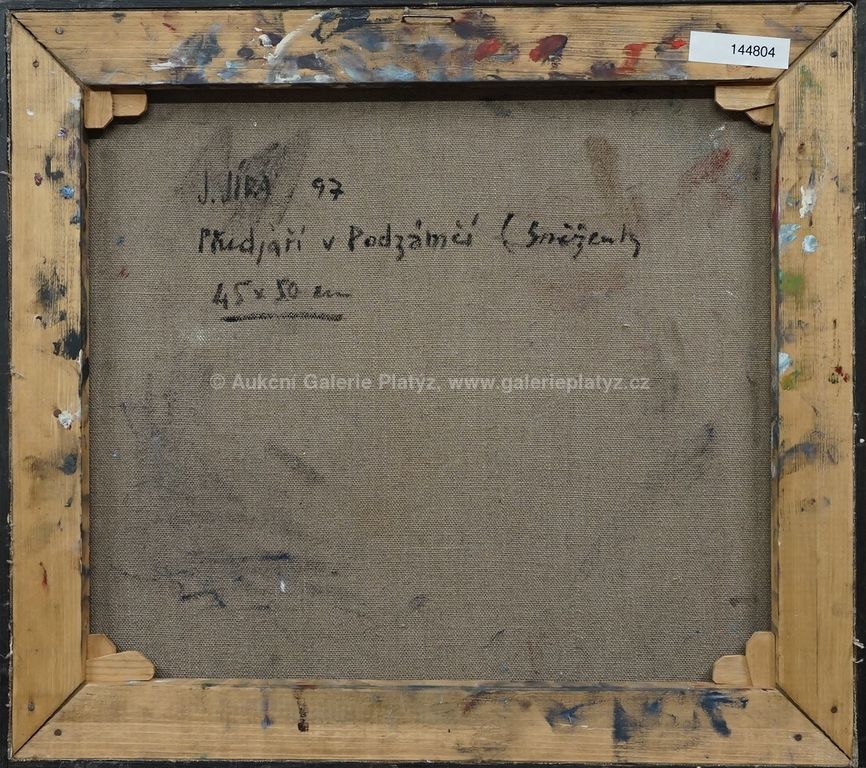 144804
J. JÍRA 97
Předjaří v Podzámčí (Sněženky
45 x 50 cm
© Aukční Galerie Platyz, www.galerieplatyz.cz